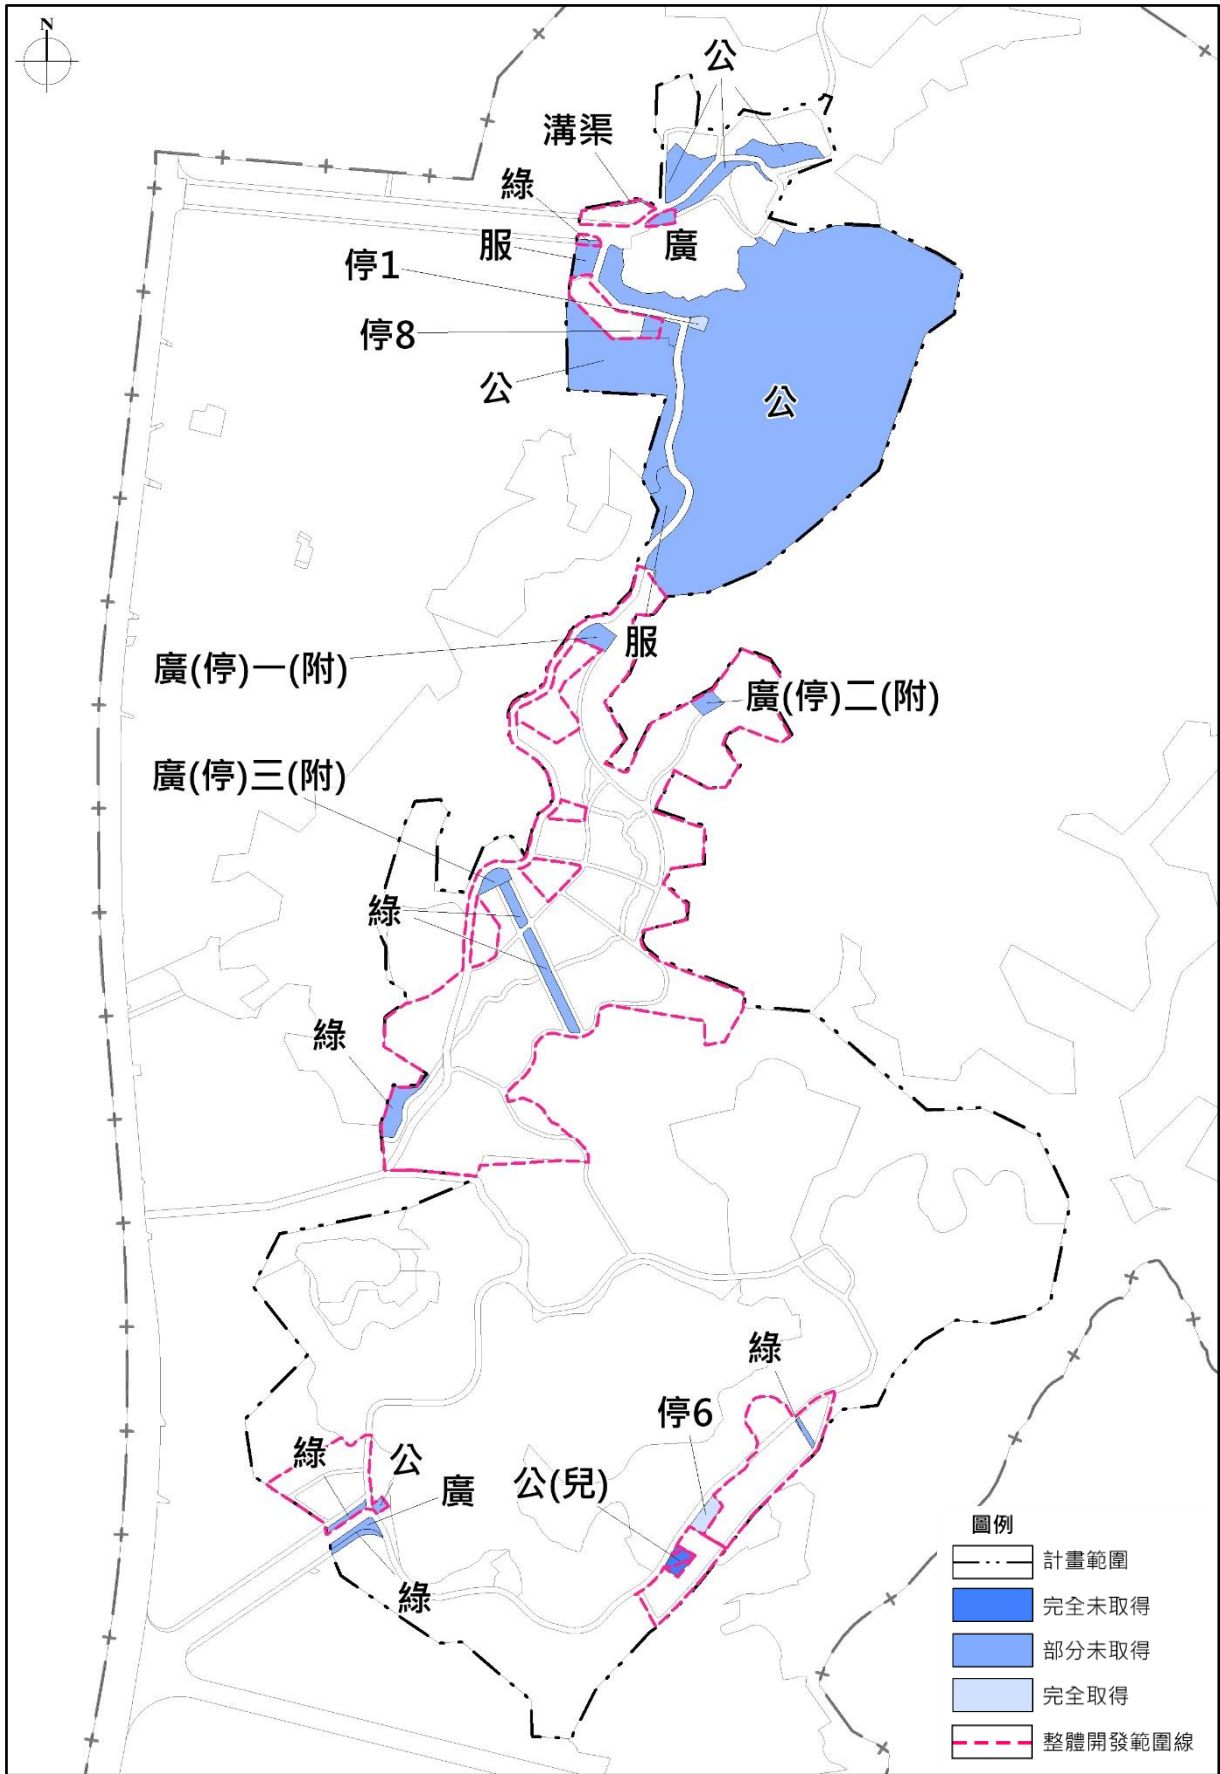 N
公
溝渠
綠
服
廣
停1
停8
公
公
服
廣(停)一(附)
廣(停)二(附)
廣(停)三(附)
綠
綠
綠
停6
綠
公
廣
公(兒)
綠
圖例
計畫範圍
完全未取得
部分未取得
完全取得
整體開發範圍線